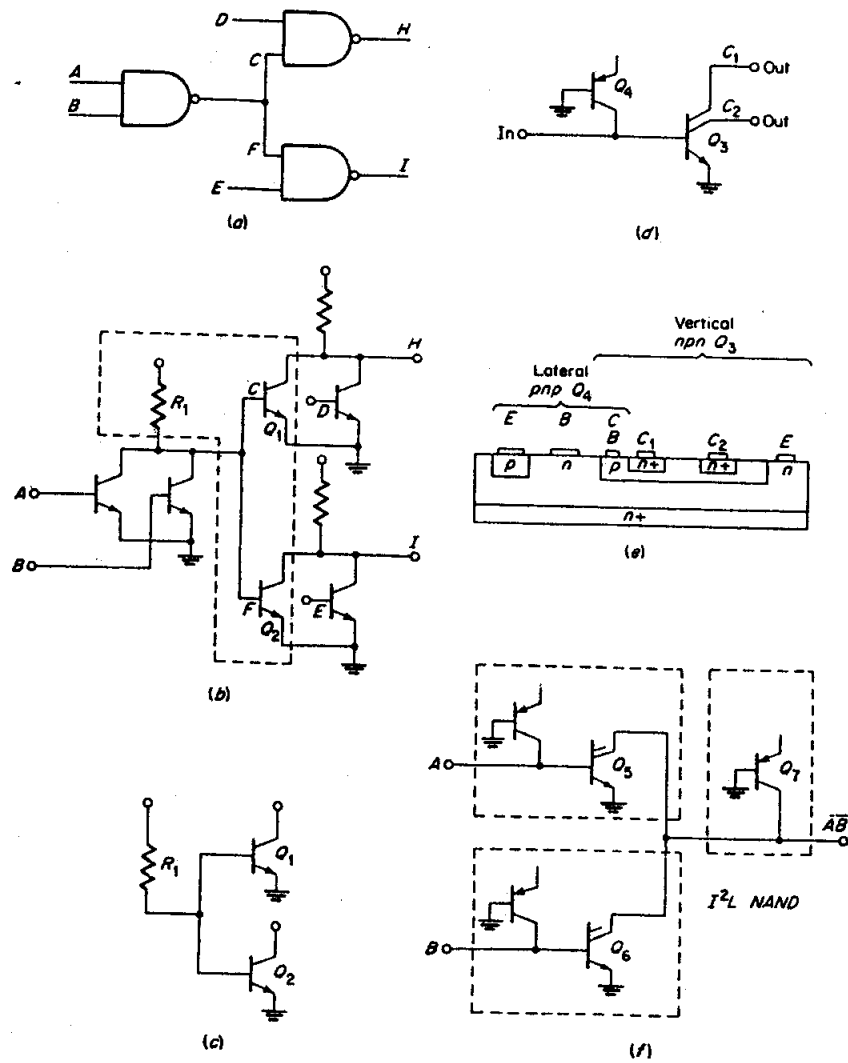 D
H
C
A
B
F
I
E
(a)
Q4
C1
Out
C2
Out
In
Q3
(d)
H
R1
C
Q1
D
A
B
I
F
Q2
E
(b)
Vertical
npn Q3
Lateral
pnp Q4
E B C
B C1 C2 E
p n p n+ n+ n
n+
(e)
R1
Q1
Q2
(c)
A
Q5
Q7
AB
I²L NAND
B
Q6
(f)